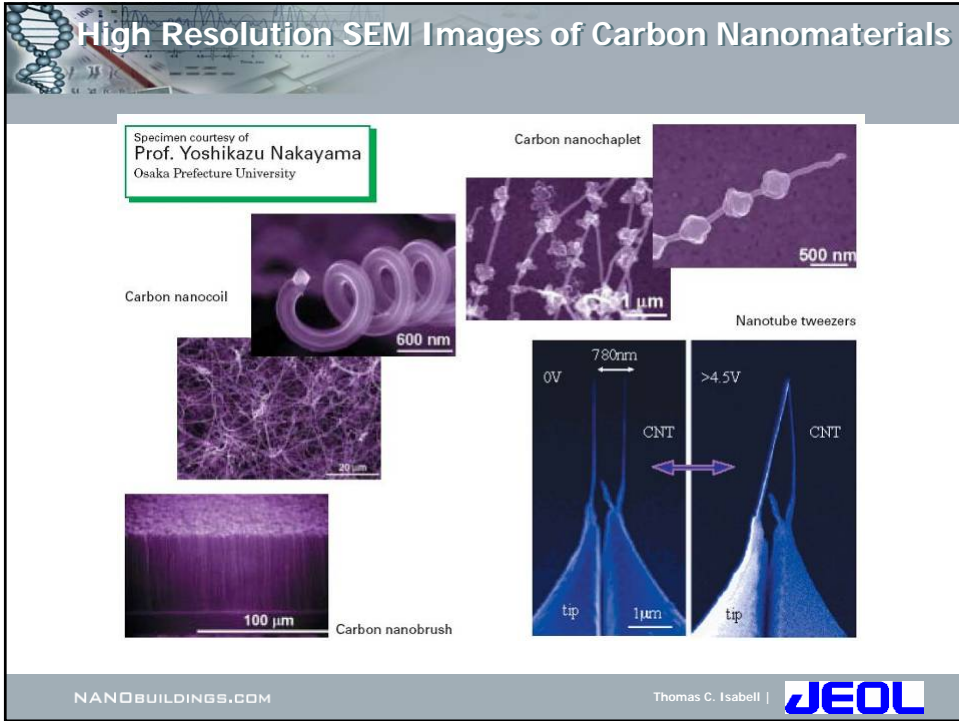 High Resolution SEM Images of Carbon Nanomaterials
Specimen courtesy of
Prof. Yoshikazu Nakayama
Osaka Prefecture University
Carbon nanochaplet
500 nm
1 μm
Carbon nanocoil
600 nm
20 μm
Nanotube tweezers
780nm
0V
CNT
tip
1μm
>4.5V
CNT
tip
100 μm
Carbon nanobrush
NANOBUILDINGS.COM
Thomas C. Isabell |
JEOL